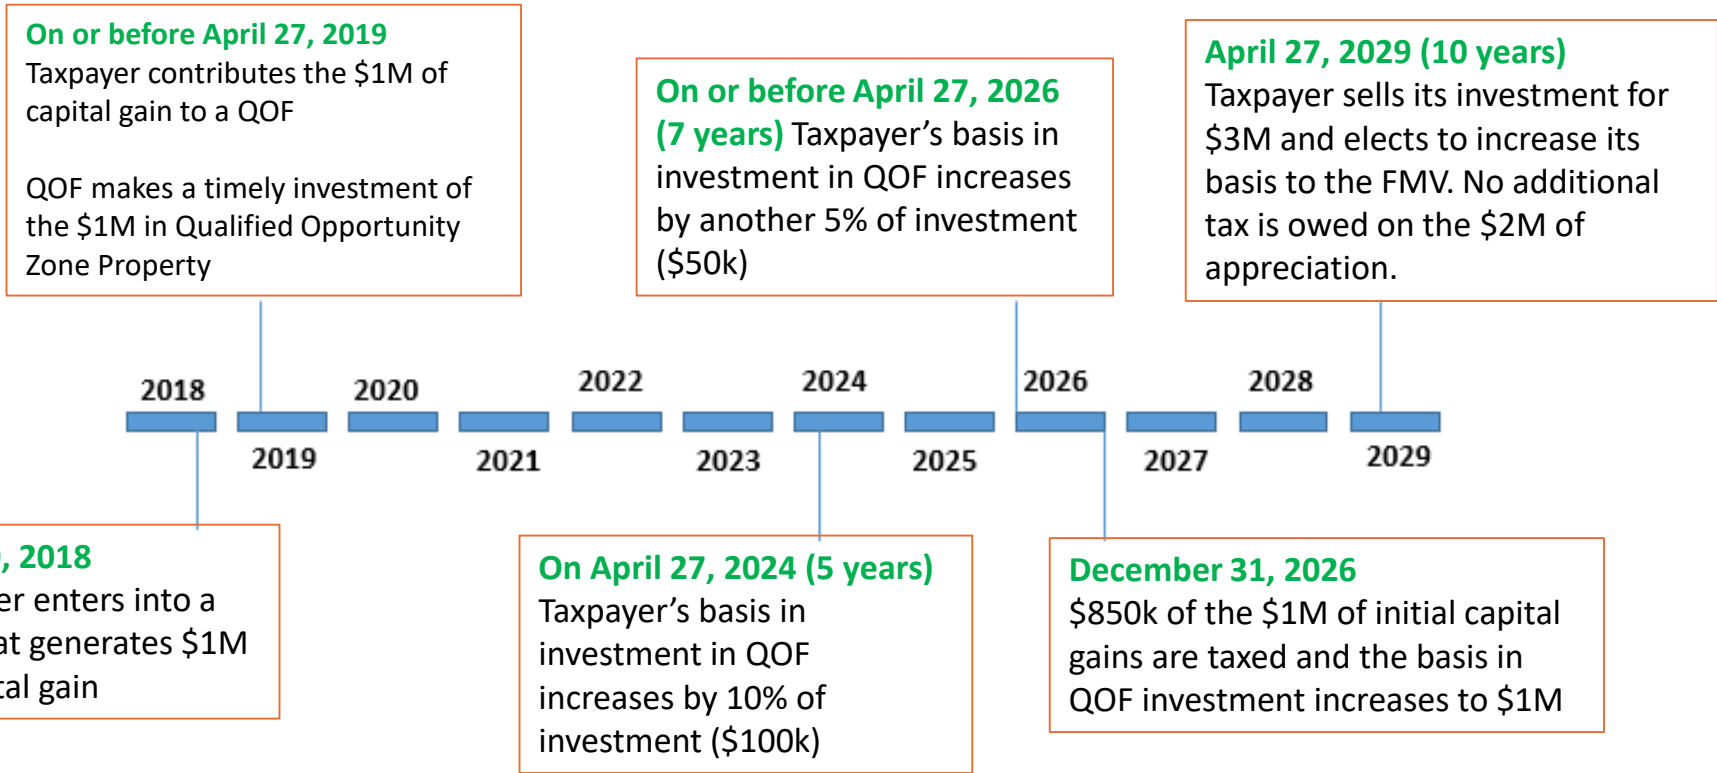 On or before April 27, 2019
Taxpayer contributes the $1M of
capital gain to a QOF
QOF makes a timely investment of
the $1M in Qualified Opportunity
Zone Property
On or before April 27, 2026
(7 years) Taxpayer’s basis in
investment in QOF increases
by another 5% of investment
($50k)
April 27, 2029 (10 years)
Taxpayer sells its investment for
$3M and elects to increase its
basis to the FMV. No additional
tax is owed on the $2M of
appreciation.
2018
2020
2022
2024
2026
2028
2019
2021
2023
2025
2027
2029
, 2018
er enters into a
at generates $1M
tal gain
On April 27, 2024 (5 years)
Taxpayer’s basis in
investment in QOF
increases by 10% of
investment ($100k)
December 31, 2026
$850k of the $1M of initial capital
gains are taxed and the basis in
QOF investment increases to $1M